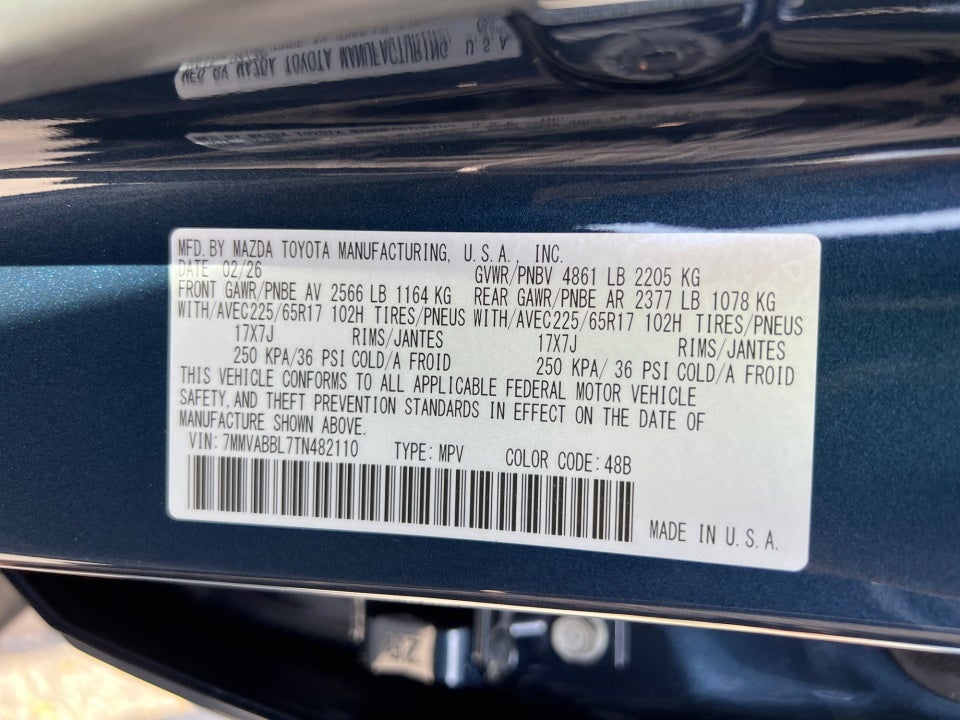 MFD. BY MAZDA TOYOTA MANUFACTURING, U.S.A., INC.
DATE 02/26 GVWR/PNBV 4861 LB 2205 KG
FRONT GAWR/PNBE AV 2566 LB 1164 KG REAR GAWR/PNBE AR 2377 LB 1078 KG
WITH/AVEC225/65R17 102H TIRES/PNEUS WITH/AVEC225/65R17 102H TIRES/PNEUS
17X7J RIMS/JANTES 17X7J RIMS/JANTES
250 KPA/36 PSI COLD/A FROID 250 KPA/ 36 PSI COLD/A FROID
THIS VEHICLE CONFORMS TO ALL APPLICABLE FEDERAL MOTOR VEHICLE
SAFETY, AND THEFT PREVENTION STANDARDS IN EFFECT ON THE DATE OF
MANUFACTURE SHOWN ABOVE.
VIN: 7MMVABBL7TN482110 TYPE: MPV COLOR CODE: 48B
MADE IN U.S.A.